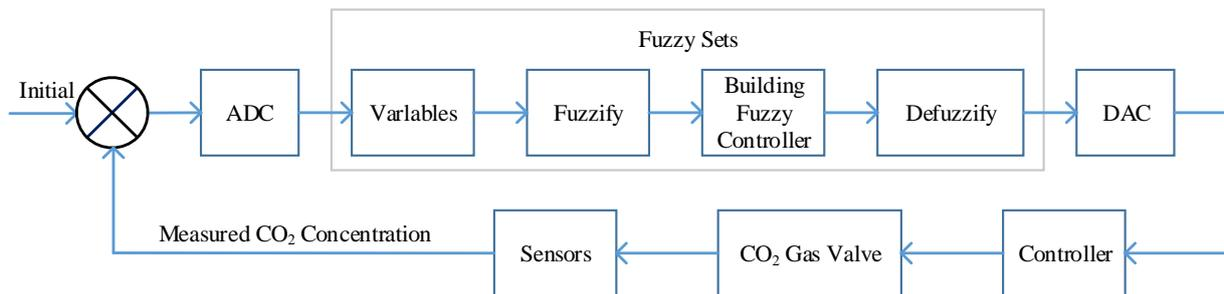 Fuzzy Sets
Initial
ADC
Varlables
Fuzzify
Building
Fuzzy
Controller
Defuzzify
DAC
Measured CO₂ Concentration
Sensors
CO₂ Gas Valve
Controller